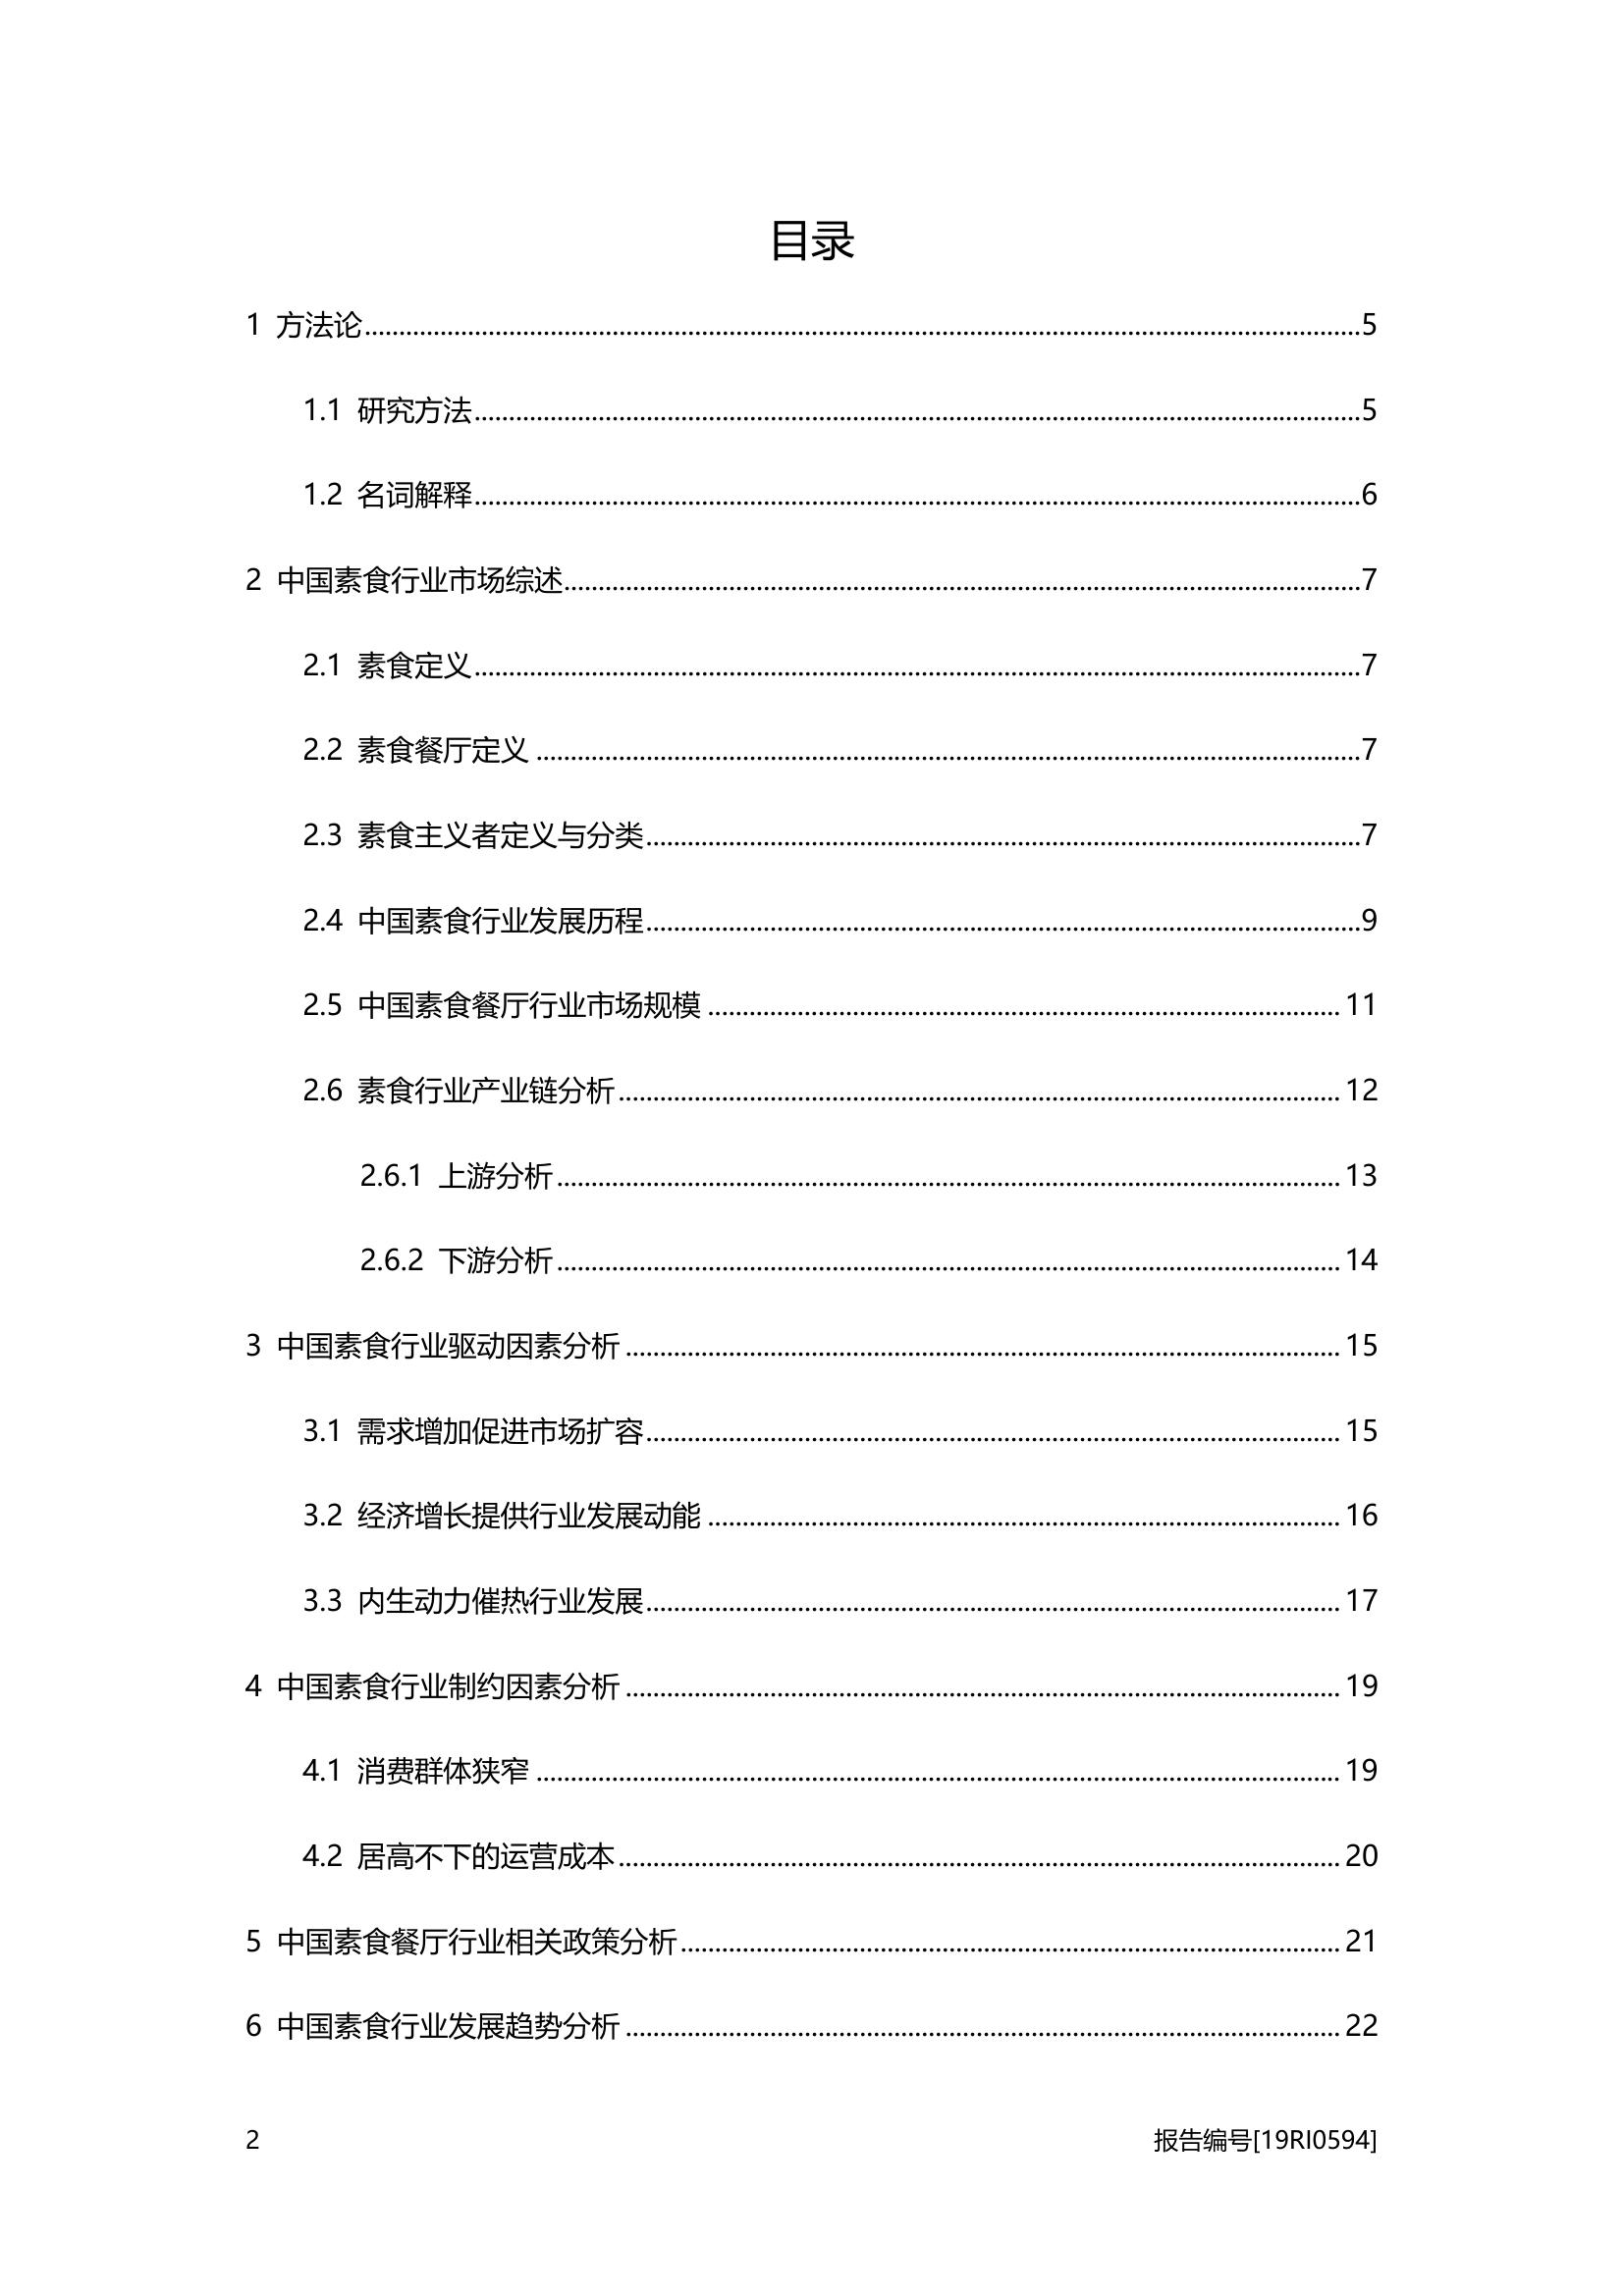 目录
1 方法论........................................5
1.1 研究方法........................................5
1.2 名词解释........................................6
2 中国素食行业市场综述........................................7
2.1 素食定义........................................7
2.2 素食餐厅定义........................................7
2.3 素食主义者定义与分类........................................7
2.4 中国素食行业发展历程........................................9
2.5 中国素食餐厅行业市场规模........................................11
2.6 素食行业产业链分析........................................12
2.6.1 上游分析........................................13
2.6.2 下游分析........................................14
3 中国素食行业驱动因素分析........................................15
3.1 需求增加促进市场扩容........................................15
3.2 经济增长提供行业发展动能........................................16
3.3 内生动力催热行业发展........................................17
4 中国素食行业制约因素分析........................................19
4.1 消费群体狭窄........................................19
4.2 居高不下的运营成本........................................20
5 中国素食餐厅行业相关政策分析........................................21
6 中国素食行业发展趋势分析........................................22
2 报告编号[19RI0594]